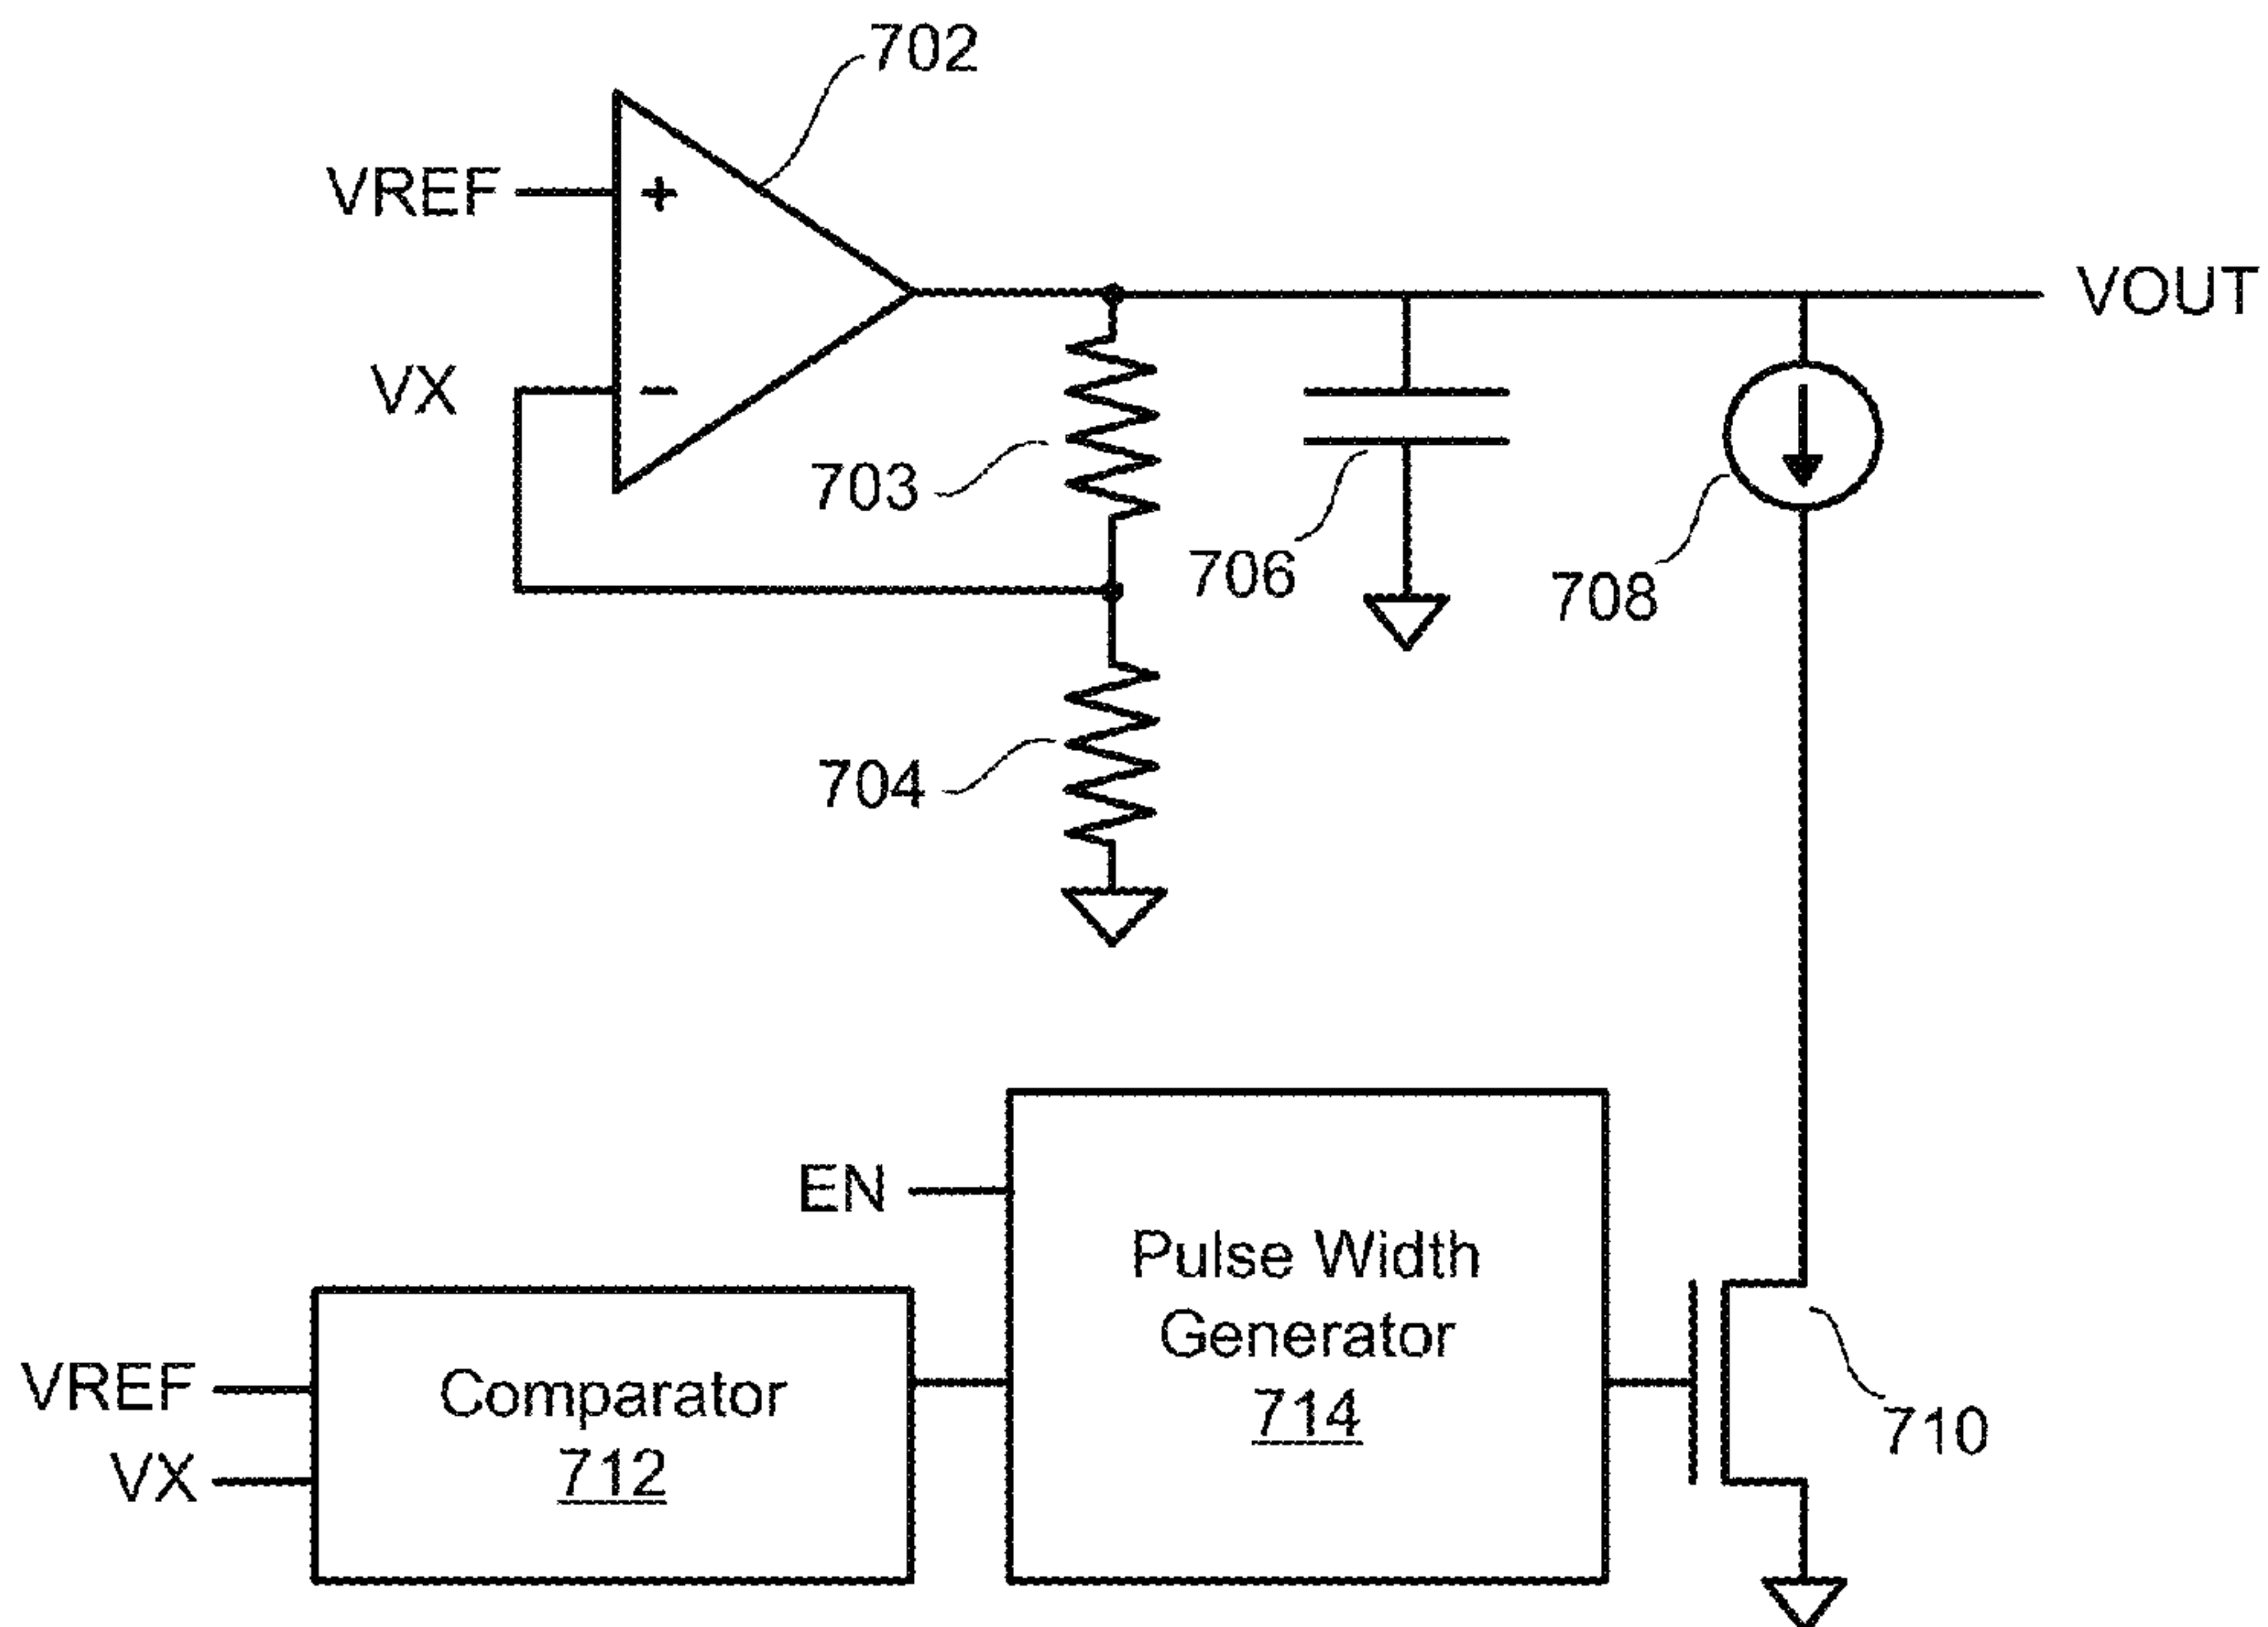 702
VREF
+
VOUT
VX
-
703
706
708
704
EN
Pulse Width
Generator
714
VREF
Comparator
VX
712
710